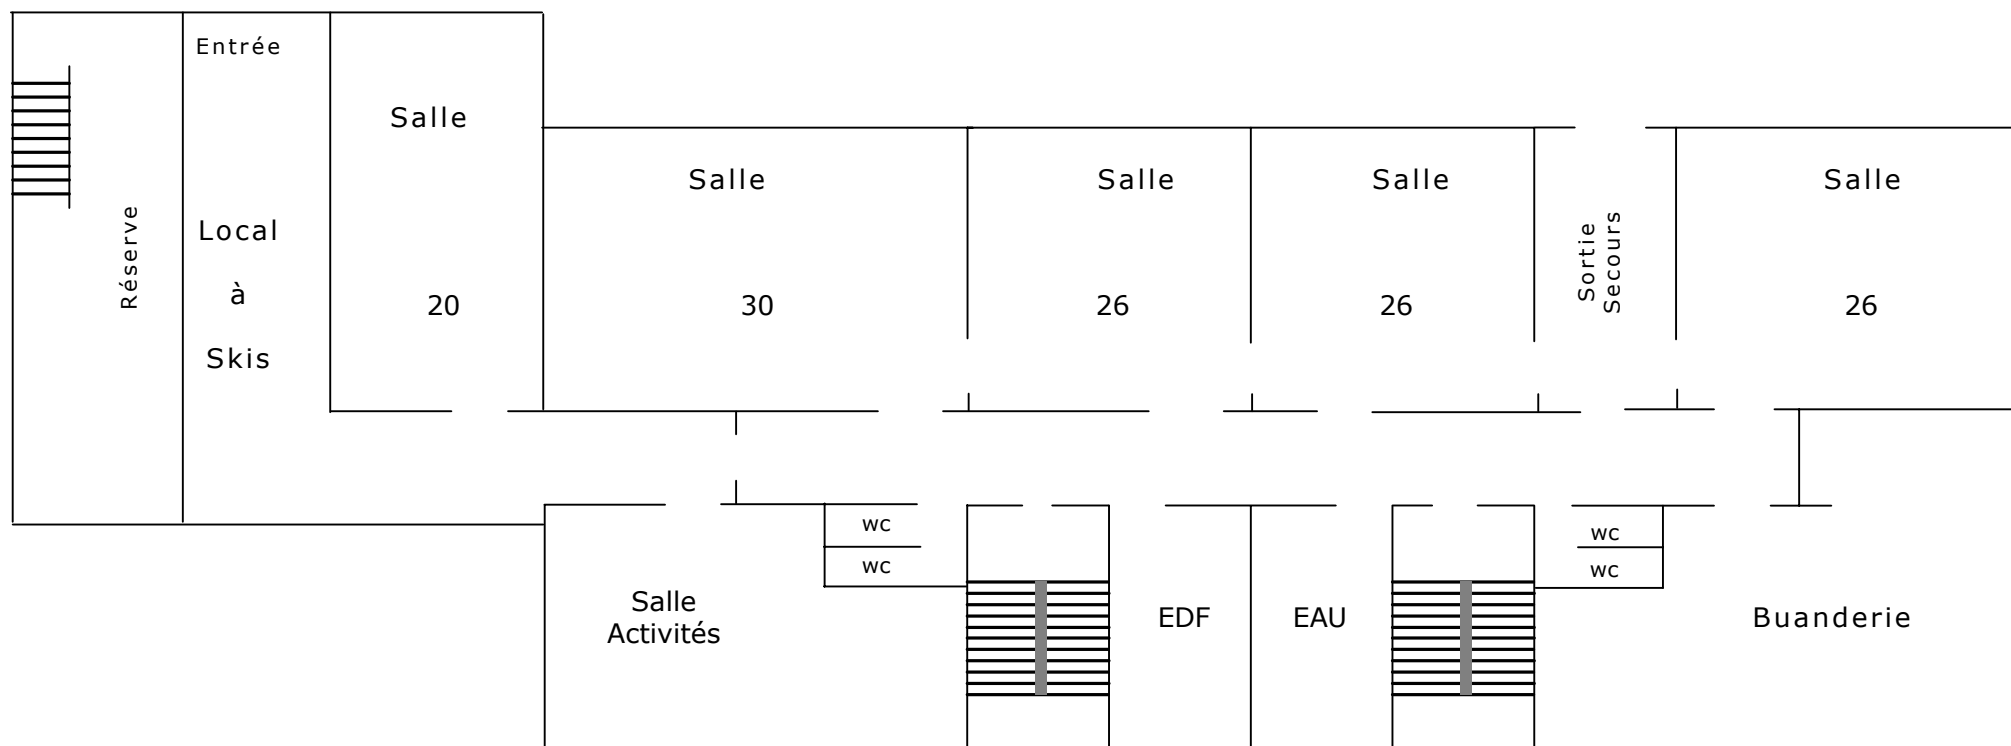 Entrée
Salle
20
Réserve
Local
à
Skis
Salle
30
Salle
26
Salle
26
Sortie
Secours
Salle
26
wc
wc
Salle
Activités
EDF
EAU
wc
wc
Buanderie